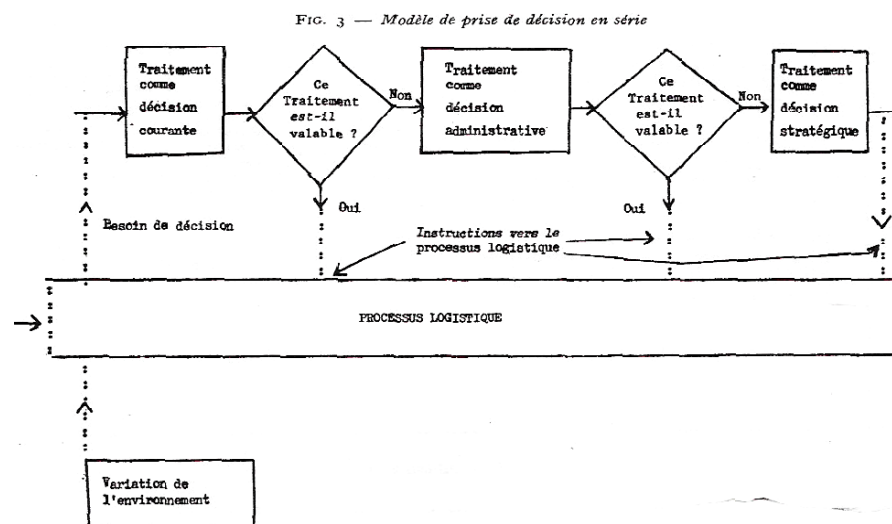 FIG. 3 — Modèle de prise de décision en série
Traitement
comme
décision
courante
Ce
Traitement
est-il
valable ?
Non
Traitement
comme
décision
administrative
Ce
Traitement
est-il
valable ?
Non
Traitement
comme
décision
stratégique
Oui
Oui
Besoin de décision
Instructions vers le
processus logistique
PROCESSUS LOGISTIQUE
Variation de
l'environnement